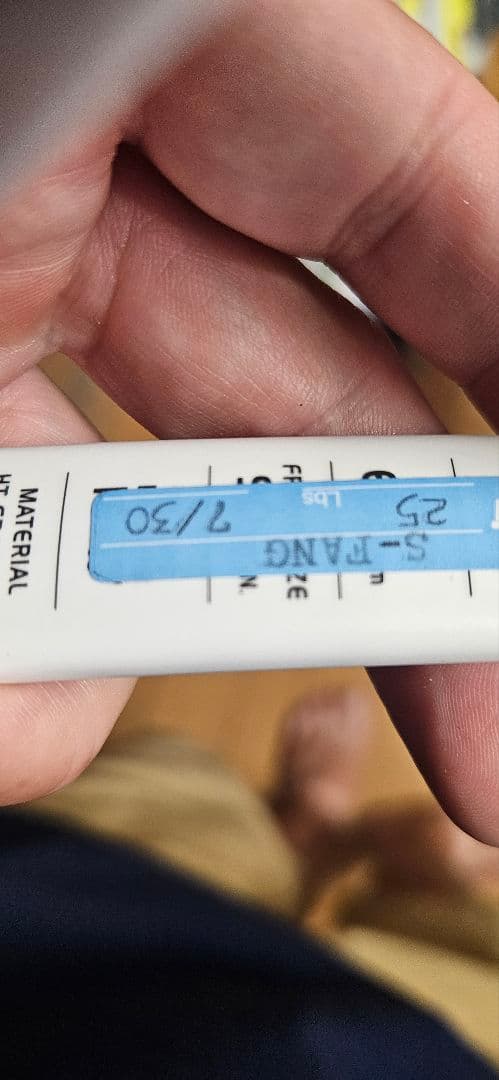 S-FANG
25 Lbs 7/30
MATERIAL